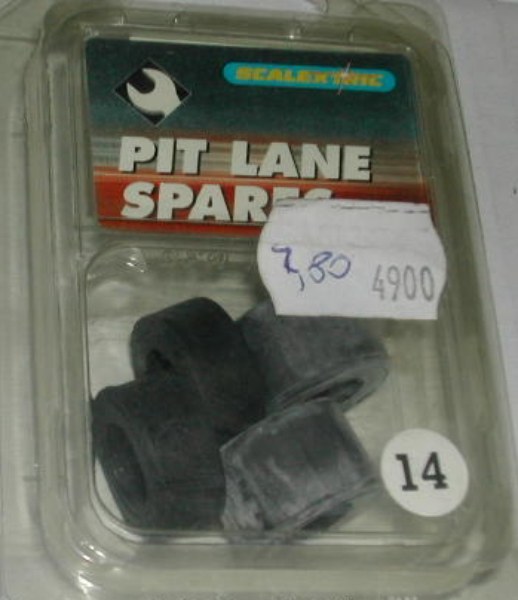 SCALEXTRIC
PIT LANE
SPARES
7,80
4900
14